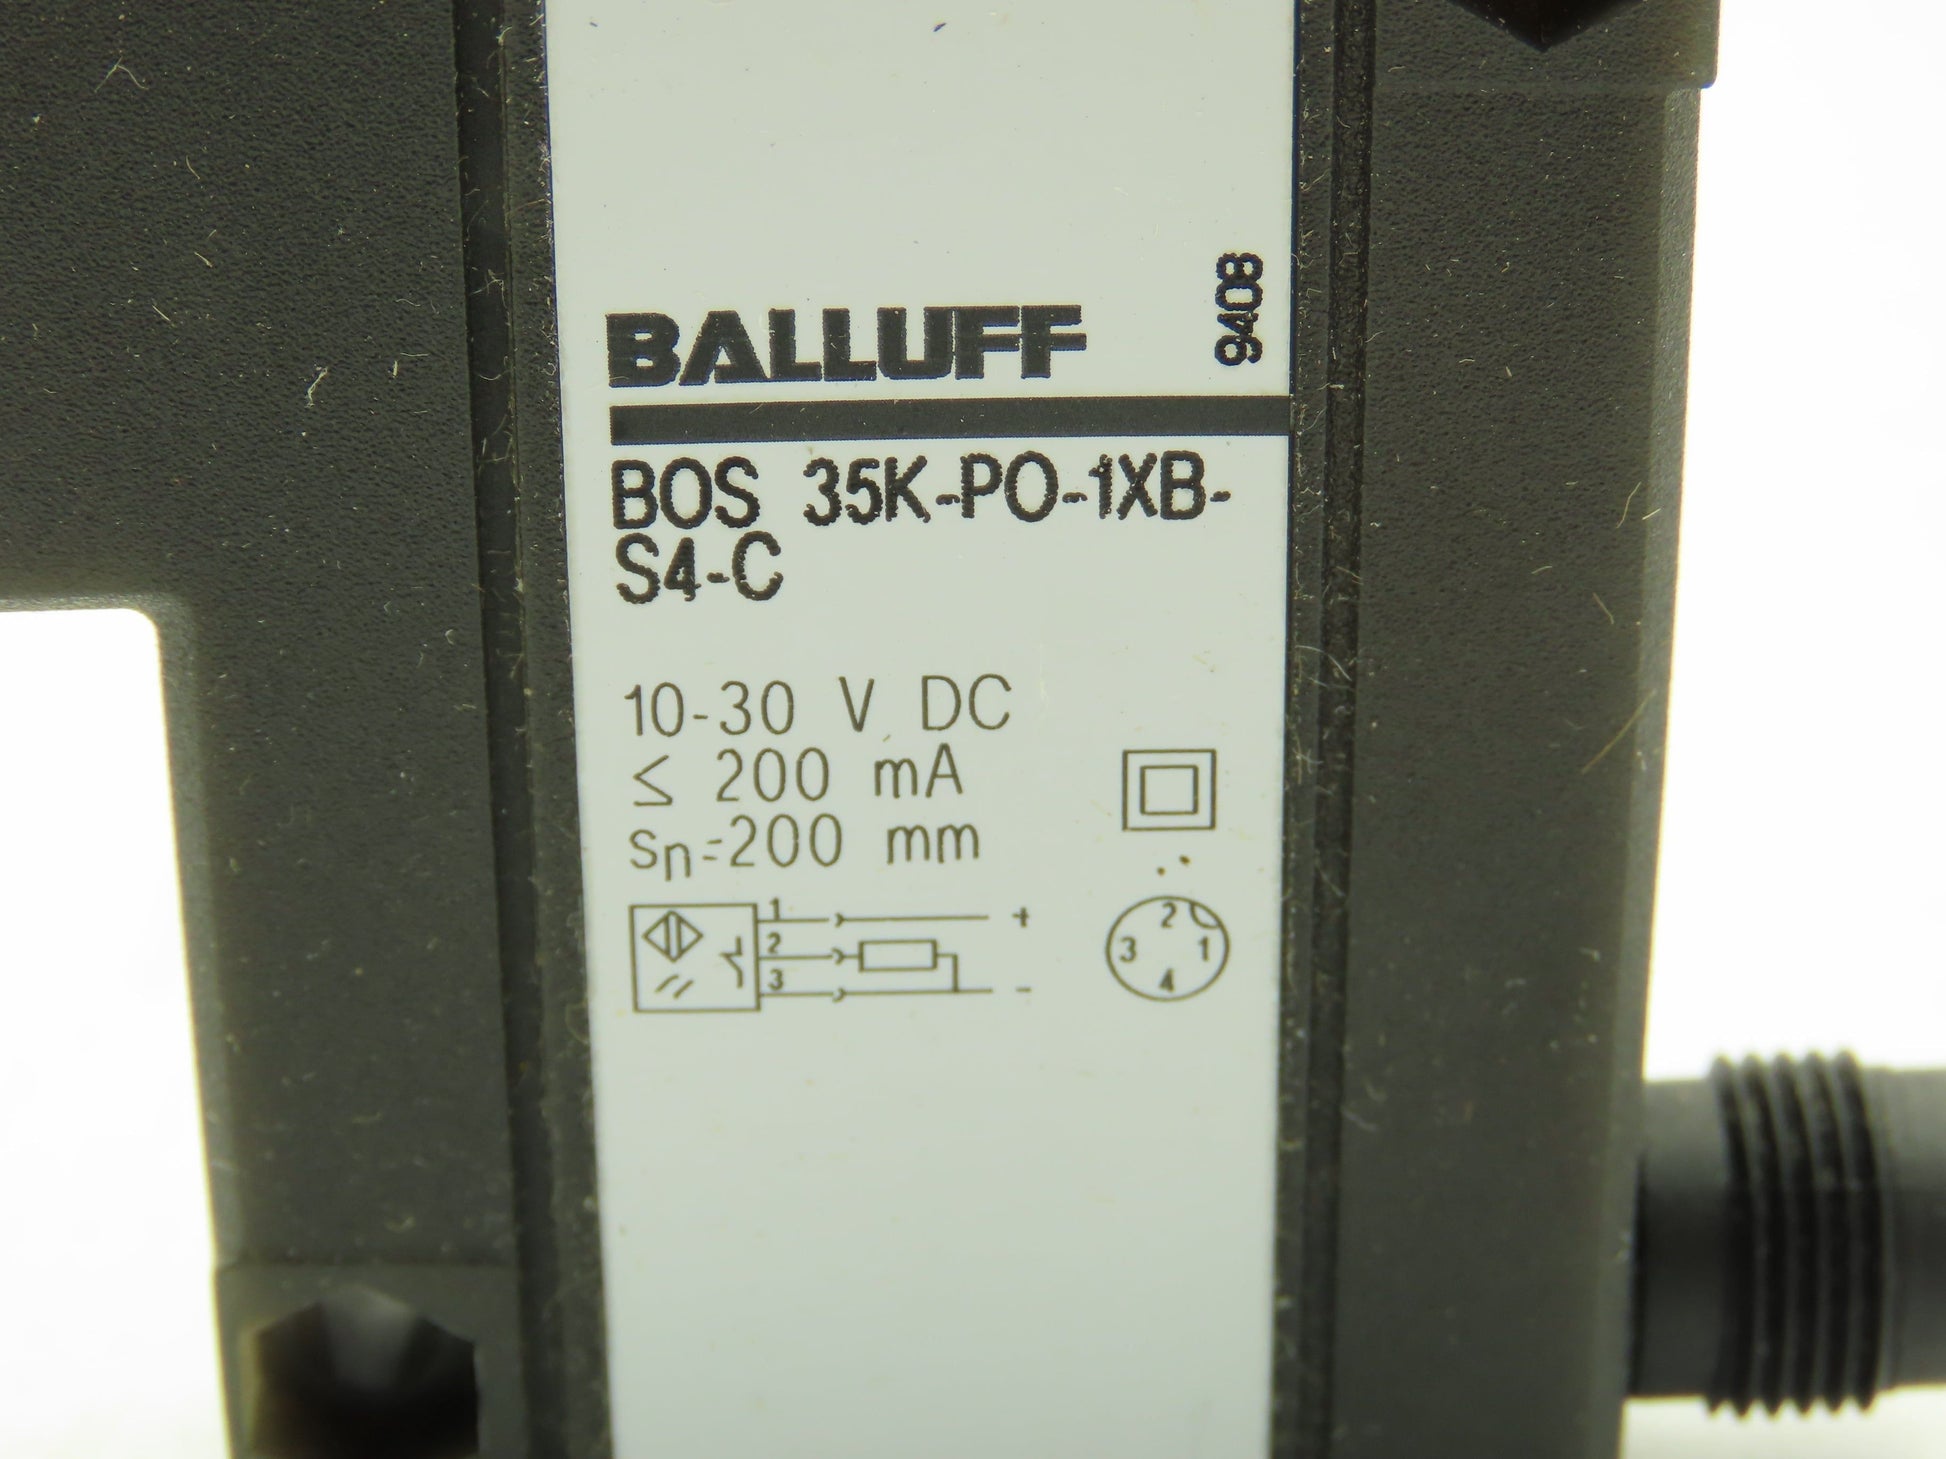 9408
BALLUFF
BOS 35K-PO-1XB-
S4-C
10-30 V DC
≤ 200 mA
sn=200 mm
1
+
2
3
-
2
3 1
4